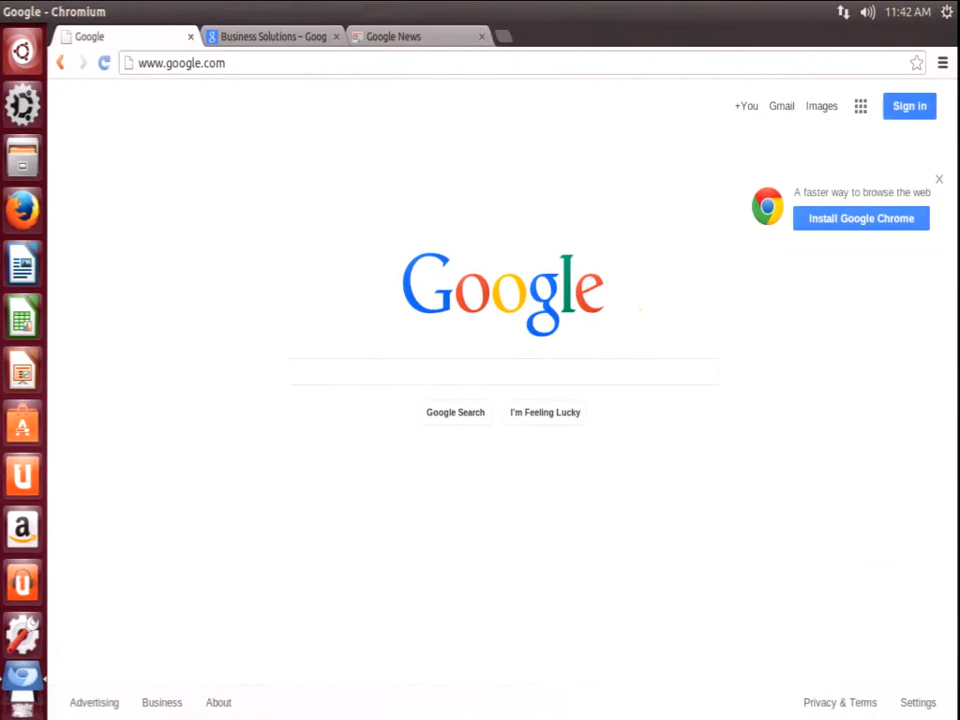 Google - Chromium
11:42 AM
Google
Business Solutions – Goog
Google News
www.google.com
+You Gmail Images
Sign in
A faster way to browse the web
Install Google Chrome
Google
Google Search
I'm Feeling Lucky
Advertising Business About
Privacy & Terms Settings